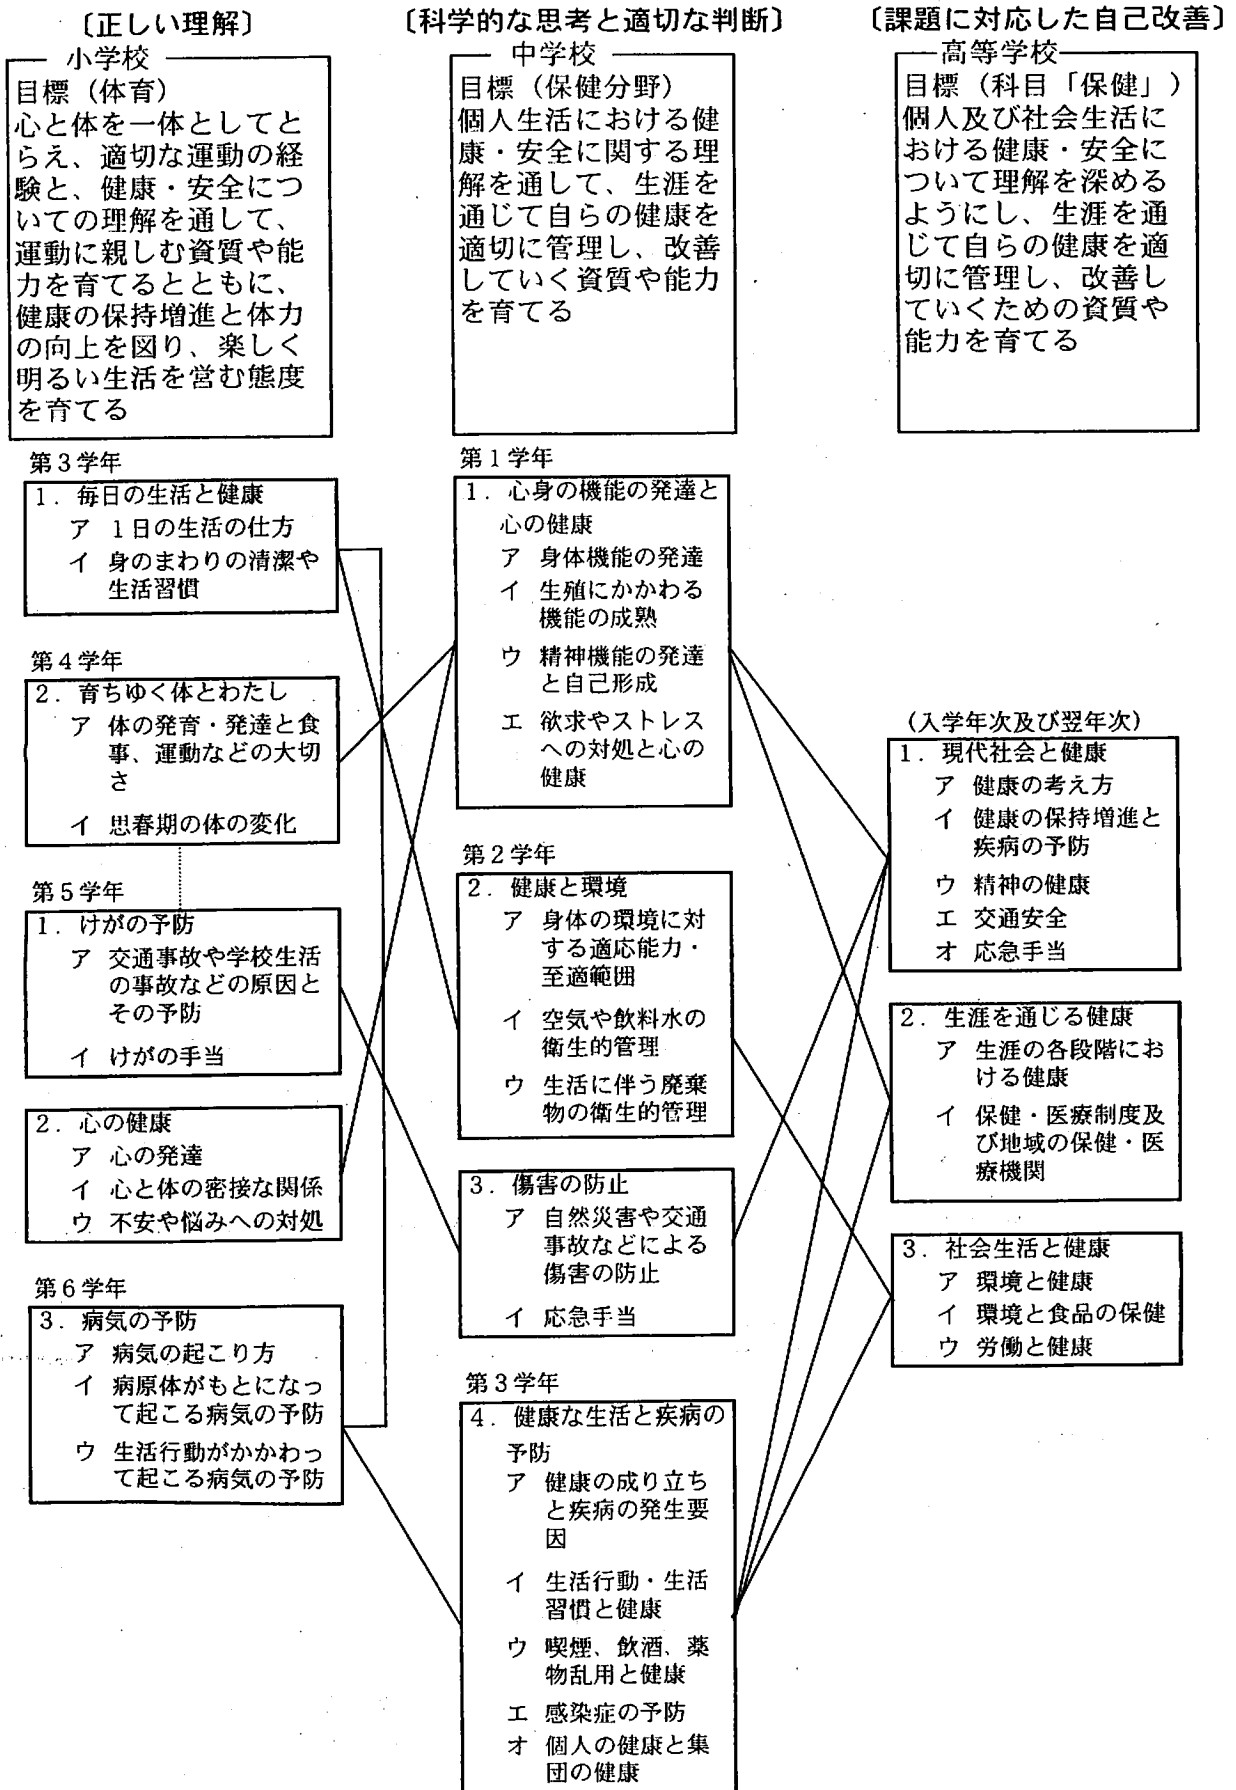 〔正しい理解〕
小学校
目標（体育）
心と体を一体としてと
らえ、適切な運動の経
験と、健康・安全につ
いての理解を通して、
運動に親しむ資質や能
力を育てるとともに、
健康の保持増進と体力
の向上を図り、楽しく
明るい生活を営む態度
を育てる
第３学年
１．毎日の生活と健康
ア １日の生活の仕方
イ 身のまわりの清潔や
生活習慣
第４学年
２．育ちゆく体とわたし
ア 体の発育・発達と食
事、運動などの大切
さ
イ 思春期の体の変化
第５学年
１．けがの予防
ア 交通事故や学校生活
の事故などの原因と
その予防
イ けがの手当
２．心の健康
ア 心の発達
イ 心と体の密接な関係
ウ 不安や悩みへの対処
第６学年
３．病気の予防
ア 病気の起こり方
イ 病原体がもとになっ
て起こる病気の予防
ウ 生活行動がかかわっ
て起こる病気の予防
〔科学的な思考と適切な判断〕
中学校
目標（保健分野）
個人生活における健
康・安全に関する理
解を通して、生涯を
通じて自らの健康を
適切に管理し、改善
していく資質や能力
を育てる
第１学年
１．心身の機能の発達と
心の健康
ア 身体機能の発達
イ 生殖にかかわる
機能の成熟
ウ 精神機能の発達
と自己形成
エ 欲求やストレス
への対処と心の
健康
第２学年
２．健康と環境
ア 身体の環境に対
する適応能力・
至適範囲
イ 空気や飲料水の
衛生的管理
ウ 生活に伴う廃棄
物の衛生的管理
３．傷害の防止
ア 自然災害や交通
事故などによる
傷害の防止
イ 応急手当
第３学年
４．健康な生活と疾病の
予防
ア 健康の成り立ち
と疾病の発生要
因
イ 生活行動・生活
習慣と健康
ウ 喫煙、飲酒、薬
物乱用と健康
エ 感染症の予防
オ 個人の健康と集
団の健康
〔課題に対応した自己改善〕
高等学校
目標（科目「保健」）
個人及び社会生活に
おける健康・安全に
ついて理解を深める
ようにし、生涯を通
じて自らの健康を適
切に管理し、改善し
ていくための資質や
能力を育てる
（入学年次及び翌年次）
１．現代社会と健康
ア 健康の考え方
イ 健康の保持増進と
疾病の予防
ウ 精神の健康
エ 交通安全
オ 応急手当
２．生涯を通じる健康
ア 生涯の各段階にお
ける健康
イ 保健・医療制度及
び地域の保健・医
療機関
３．社会生活と健康
ア 環境と健康
イ 環境と食品の保健
ウ 労働と健康